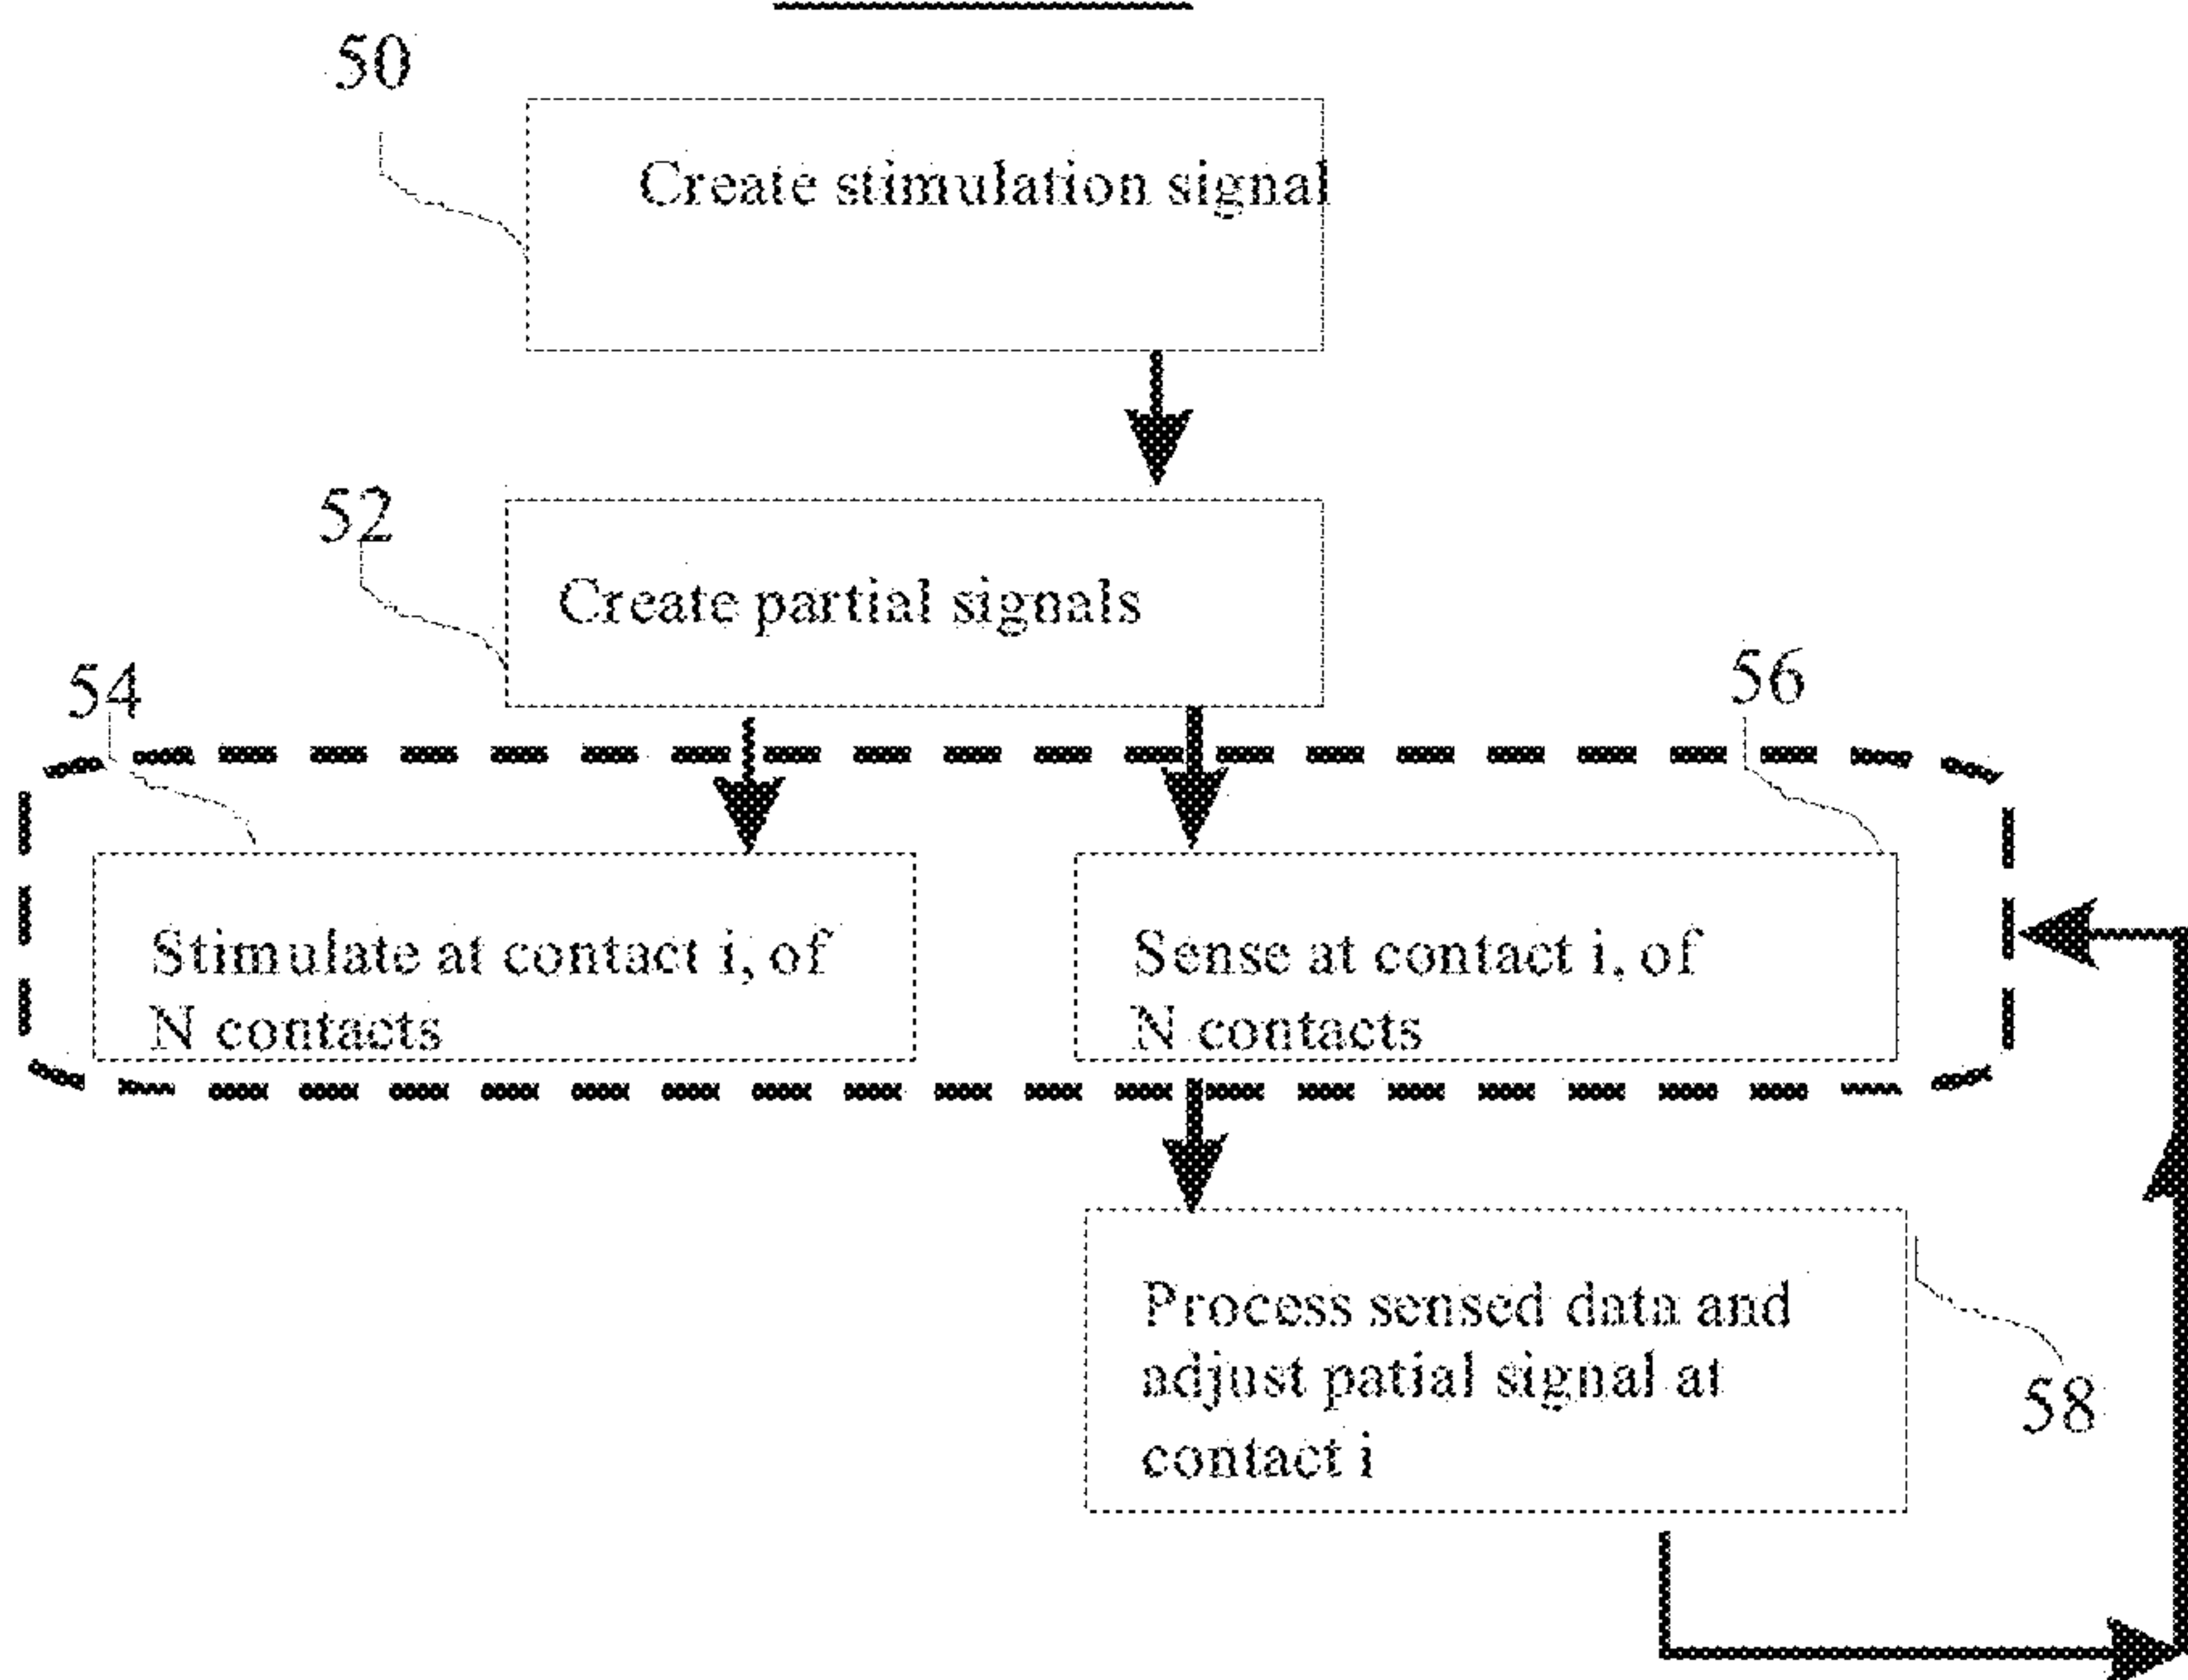 50
Create stimulation signal
52
Create partial signals
54
56
Stimulate at contact i, of
N contacts
Sense at contact i, of
N contacts
Process sensed data and
adjust patial signal at
contact i
58